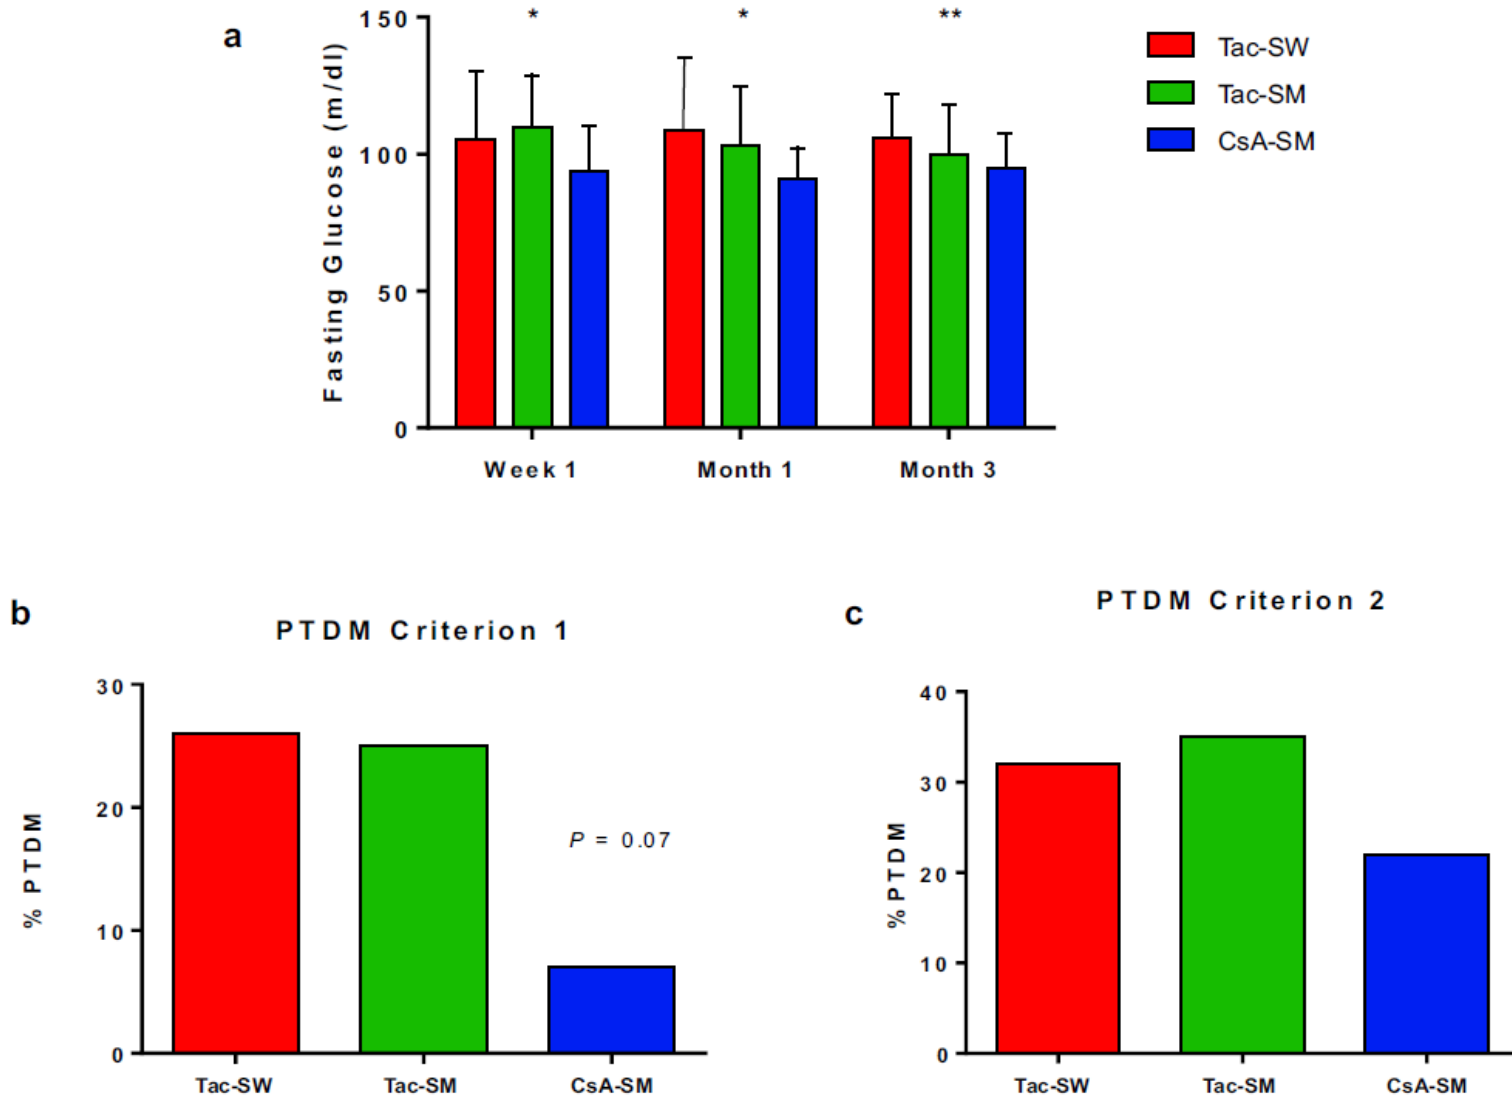 a
Fasting Glucose (m/dl)
150
100
50
0
*
*
**
Week 1
Month 1
Month 3
Tac-SW
Tac-SM
CsA-SM
b
PTDM Criterion 1
% PTDM
30
20
10
0
P = 0.07
Tac-SW
Tac-SM
CsA-SM
c
PTDM Criterion 2
%PTDM
40
30
20
10
0
Tac-SW
Tac-SM
CsA-SM